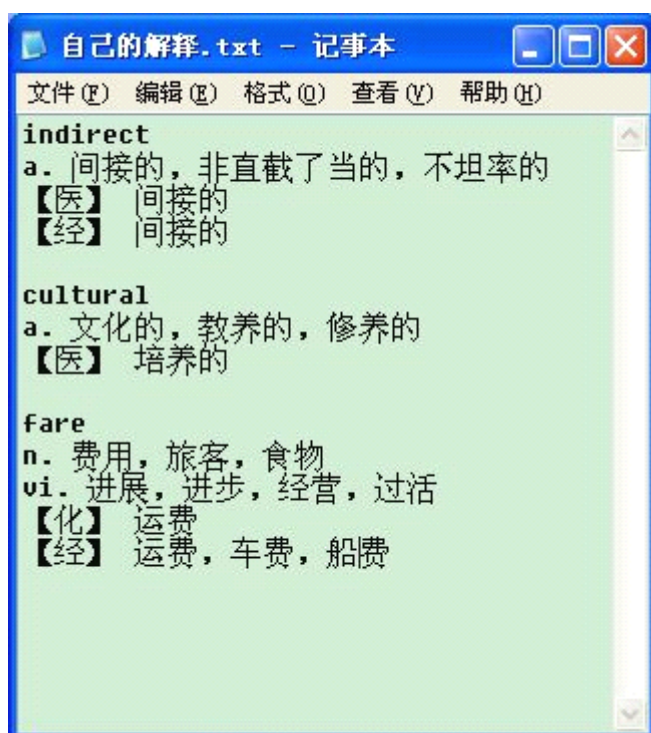 自己的解释.txt - 记事本
文件(F) 编辑(E) 格式(O) 查看(V) 帮助(H)
indirect
a. 间接的，非直截了当的，不坦率的
【医】 间接的
【经】 间接的
cultural
a. 文化的，教养的，修养的
【医】 培养的
fare
n. 费用，旅客，食物
vi. 进展，进步，经营，过活
【化】 运费
【经】 运费，车费，船费